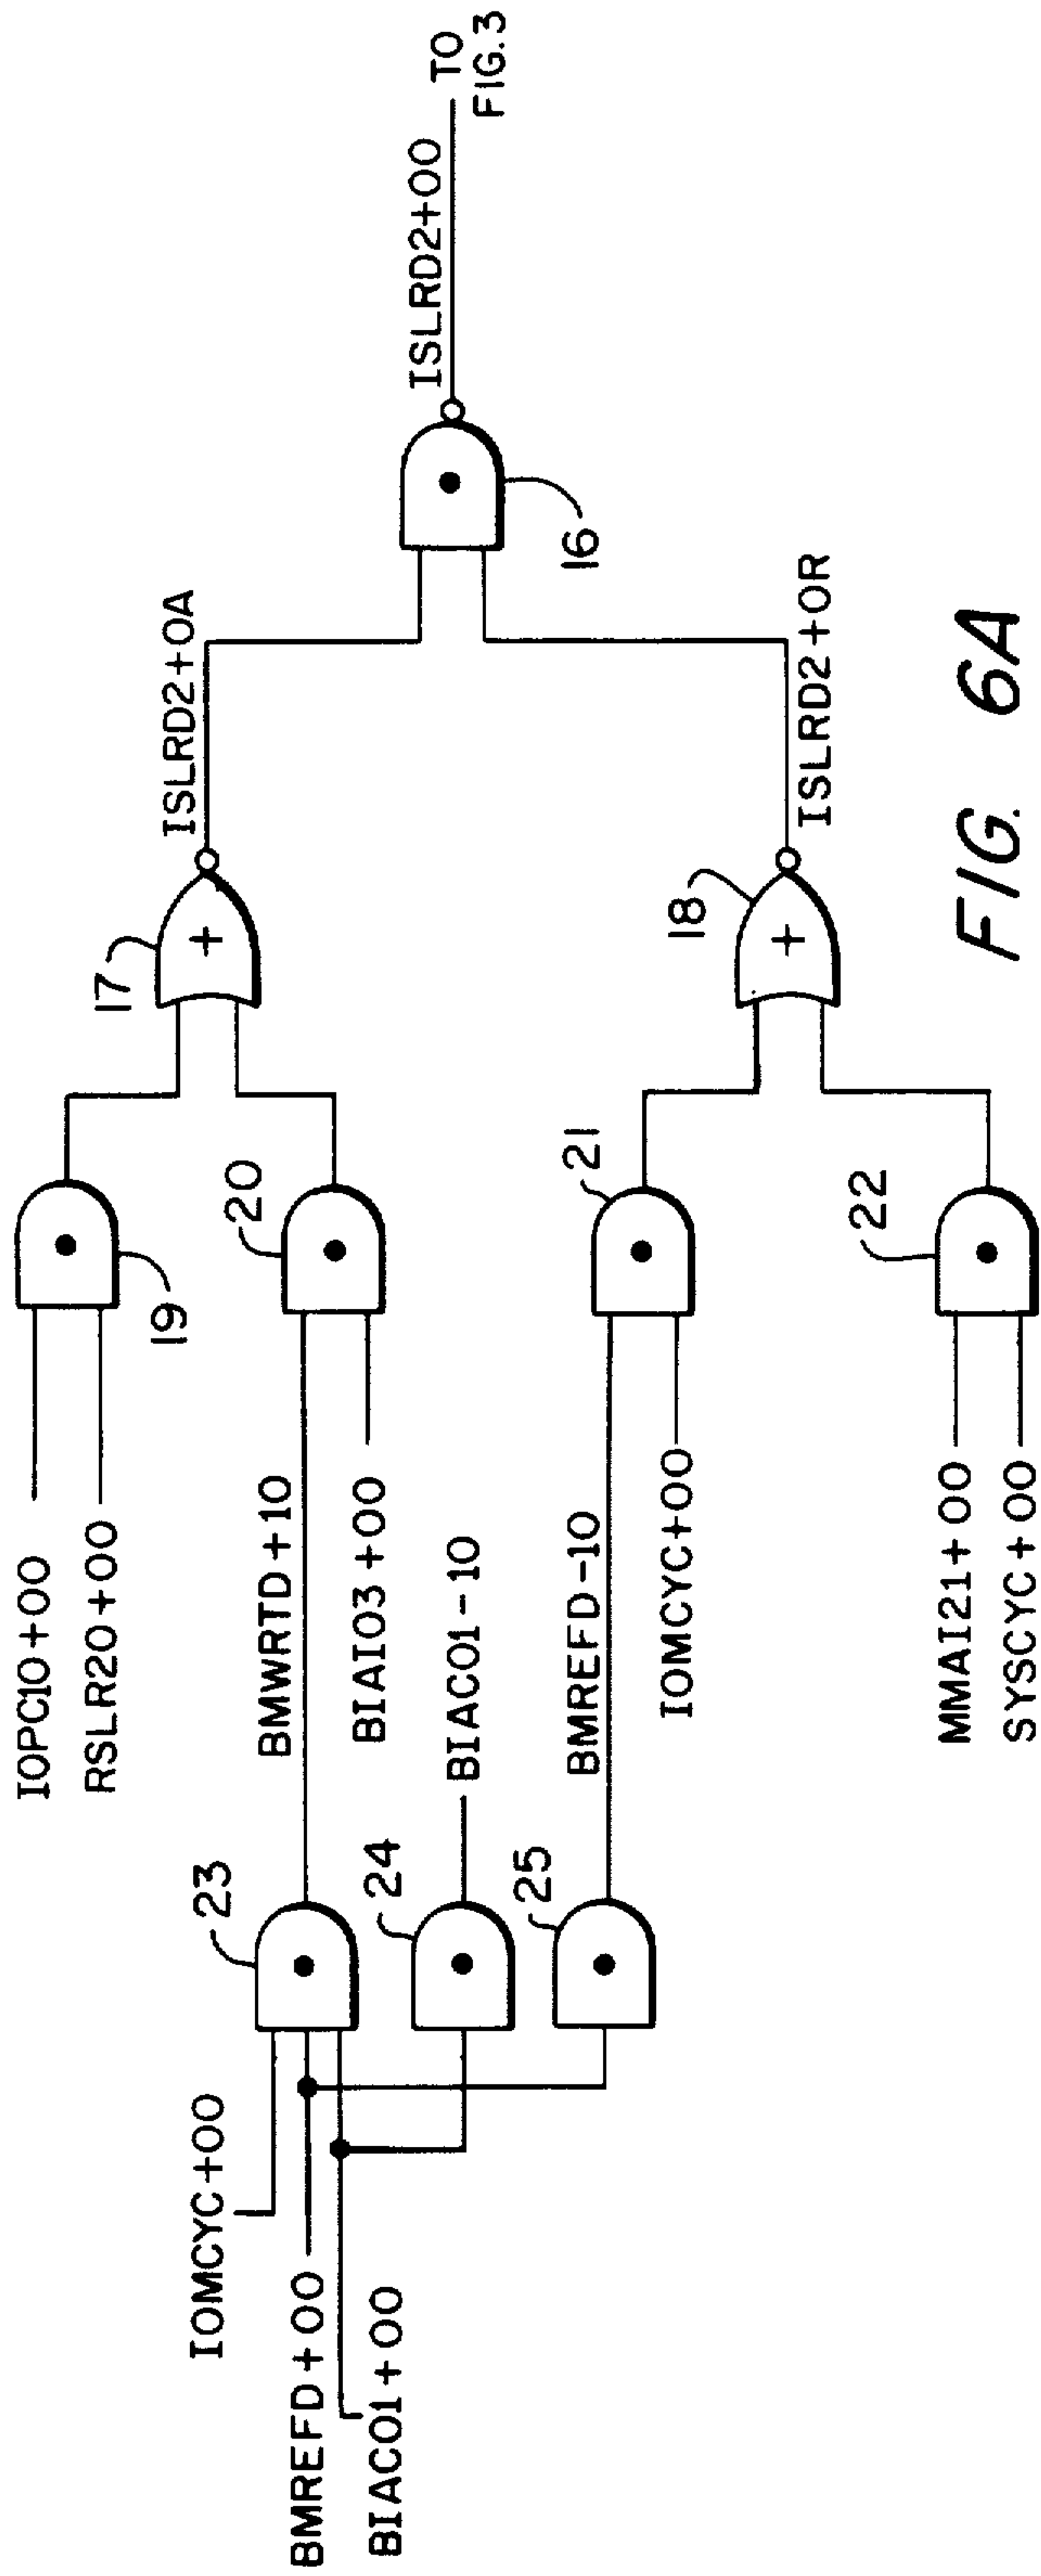 IOPC10+00
RSLR20+00
19
17
ISLRD2+0A
IOMCYC+00
BMREFD+00
BIAC01+00
23
BMWRTD+10
BIAI03+00
20
24
BIAC01-10
16
ISLRD2+00
TO
FIG.3
25
BMREFD-10
IOMCYC+00
21
18
ISLRD2+0R
MMAI21+00
SYSCYC+00
22
FIG. 6A